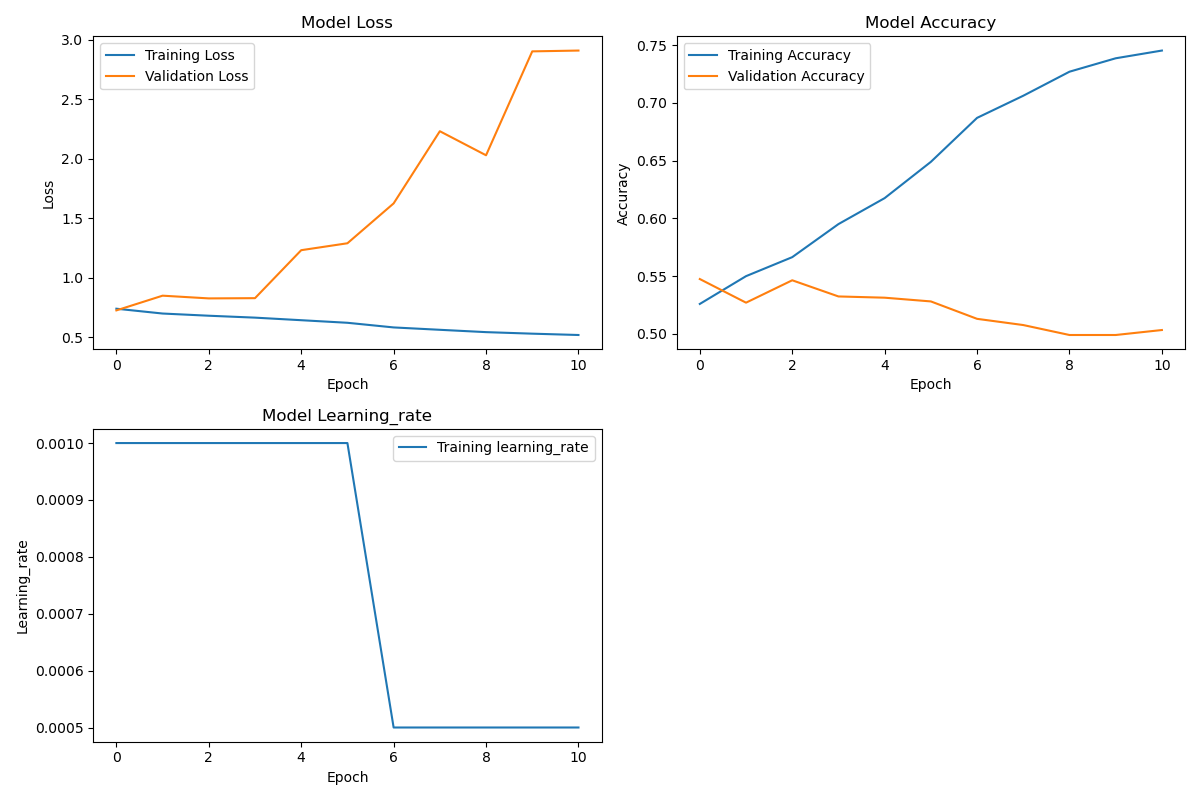 Model Loss
Training Loss
Validation Loss
3.0
2.5
2.0
1.5
1.0
0.5
Loss
0 2 4 6 8 10
Epoch
Model Accuracy
Training Accuracy
Validation Accuracy
0.75
0.70
0.65
0.60
0.55
0.50
Accuracy
0 2 4 6 8 10
Epoch
Model Learning_rate
Training learning_rate
0.0010
0.0009
0.0008
0.0007
0.0006
0.0005
Learning_rate
0 2 4 6 8 10
Epoch